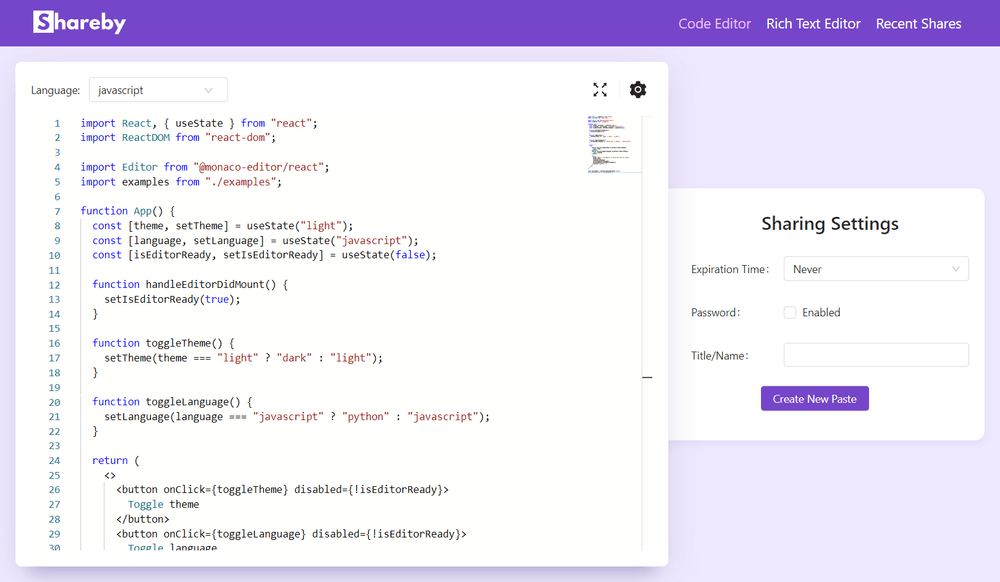 Shareby
Code Editor Rich Text Editor Recent Shares
Language: javascript
1 import React, { useState } from "react";
2 import ReactDOM from "react-dom";
3
4 import Editor from "@monaco-editor/react";
5 import examples from "./examples";
6
7 function App() {
8 const [theme, setTheme] = useState("light");
9 const [language, setLanguage] = useState("javascript");
10 const [isEditorReady, setIsEditorReady] = useState(false);
11
12 function handleEditorDidMount() {
13 setIsEditorReady(true);
14 }
15
16 function toggleTheme() {
17 setTheme(theme === "light" ? "dark" : "light");
18 }
19
20 function toggleLanguage() {
21 setLanguage(language === "javascript" ? "python" : "javascript");
22 }
23
24 return (
25 <>
26 <button onClick={toggleTheme} disabled={!isEditorReady}>
27 Toggle theme
28 </button>
29 <button onClick={toggleLanguage} disabled={!isEditorReady}>
30 Toggle language
Sharing Settings
Expiration Time: Never
Password: Enabled
Title/Name:
Create New Paste